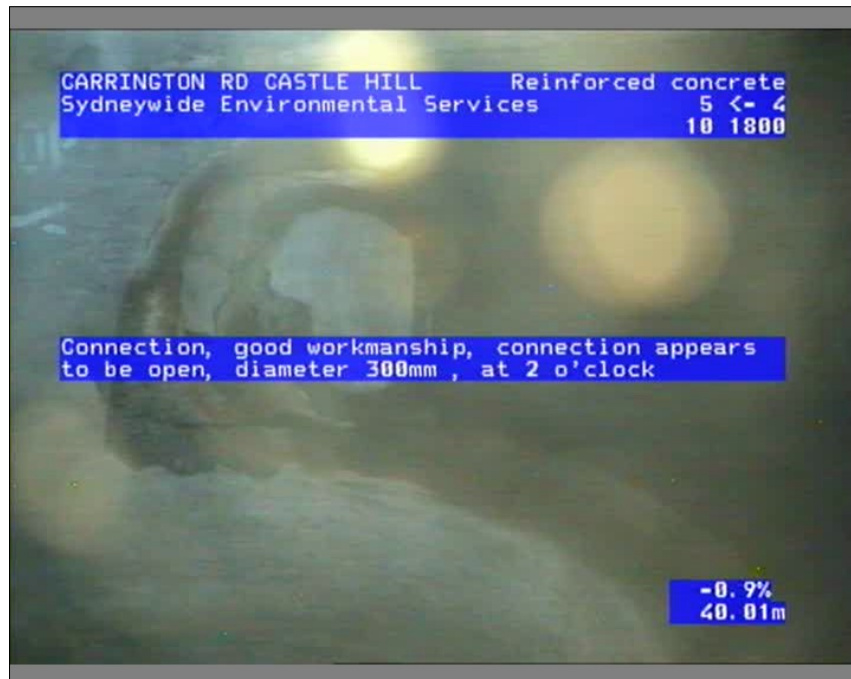 CARRINGTON RD CASTLE HILL Reinforced concrete
Sydneywide Environmental Services 5 <- 4
10 1800
Connection, good workmanship, connection appears
to be open, diameter 300mm , at 2 o'clock
-0.9%
40.01m